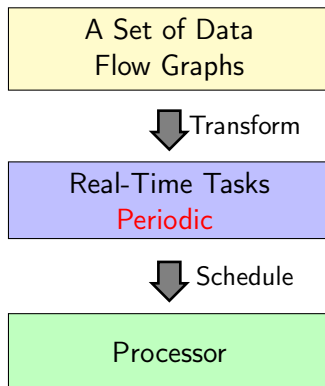 A Set of Data
Flow Graphs
Transform
Real-Time Tasks
Periodic
Schedule
Processor